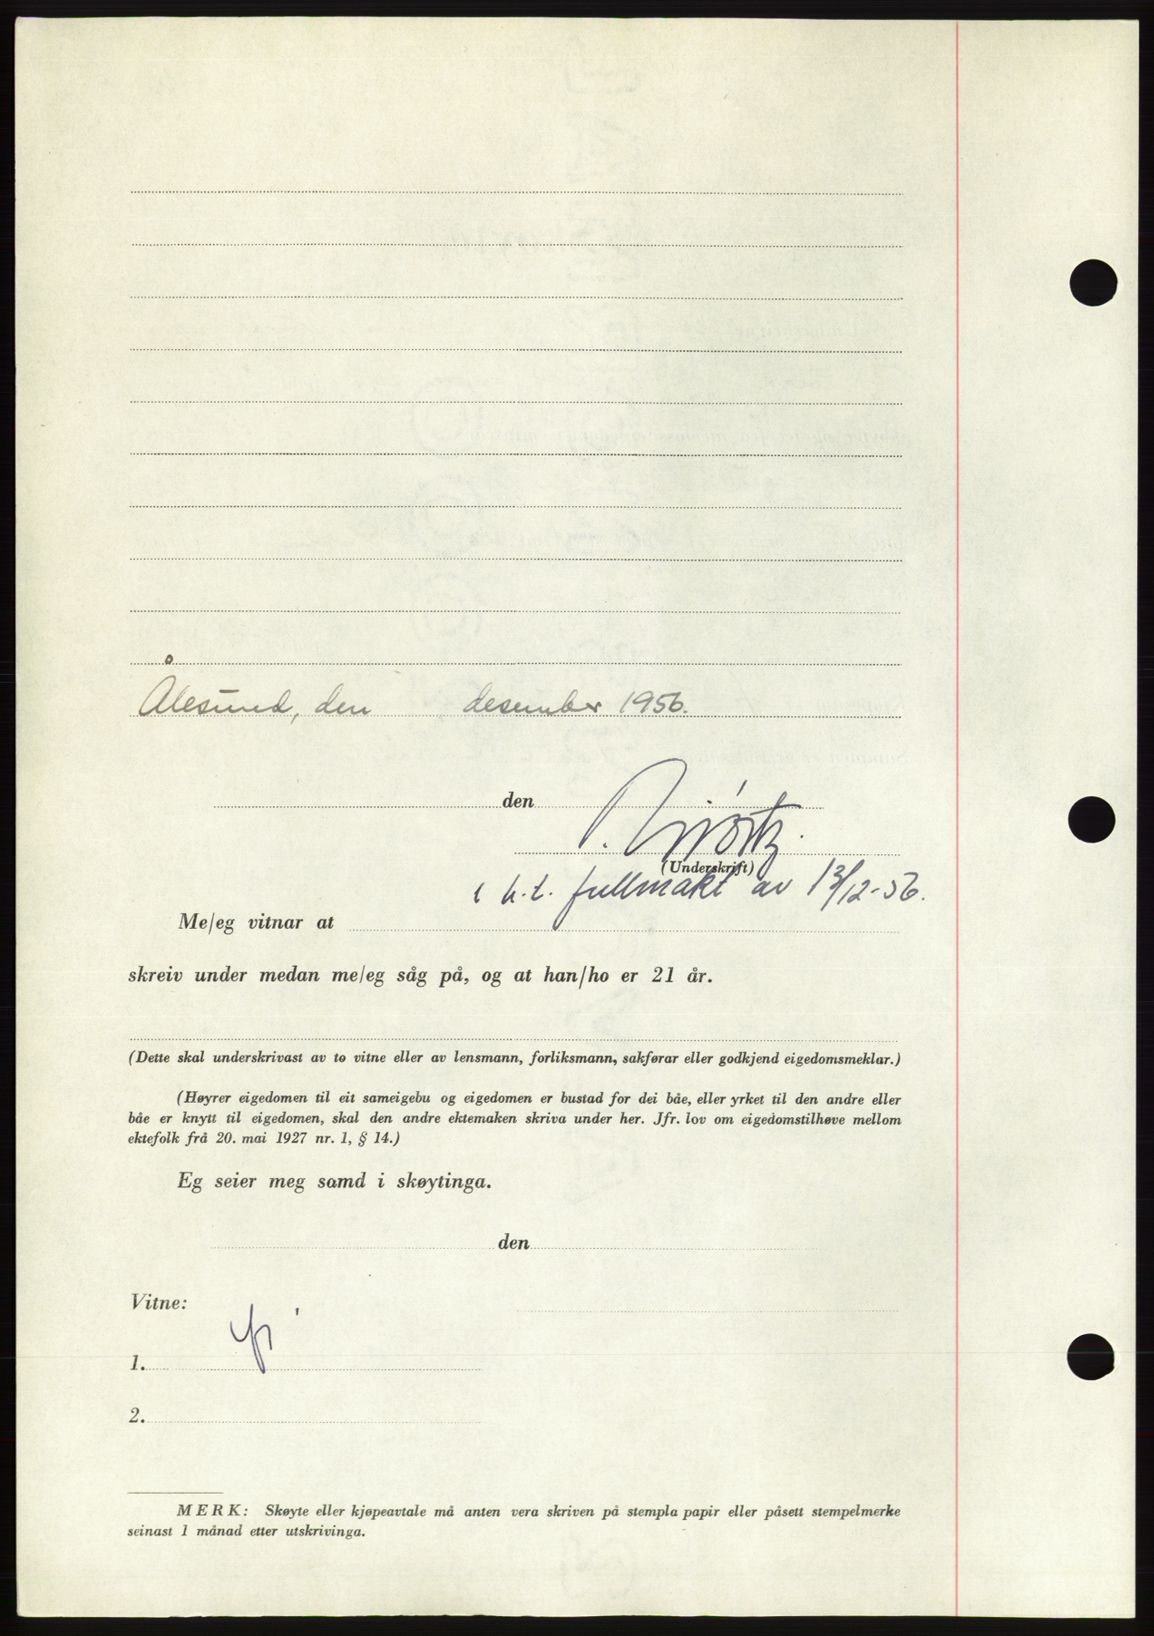 Ålesund, den desember 1956.
den
(Underskrift)
i h.t. fullmakt av 13/12-56.
Me/eg vitnar at
skreiv under medan me/eg såg på, og at han/ho er 21 år.
(Dette skal underskrivast av to vitne eller av lensmann, forliksmann, sakførar eller godkjend eigedomsmeklar.)
(Høyrer eigedomen til eit sameigebu og eigedomen er bustad for dei båe, eller yrket til den andre eller
båe er knytt til eigedomen, skal den andre ektemaken skriva under her. Jfr. lov om eigedomstilhøve mellom
ektefolk frå 20. mai 1927 nr. 1, § 14.)
Eg seier meg samd i skøytinga.
den
Vitne:
1.
2.
MERK: Skøyte eller kjøpeavtale må anten vera skriven på stempla papir eller påsett stempelmerke
seinast 1 månad etter utskrivinga.